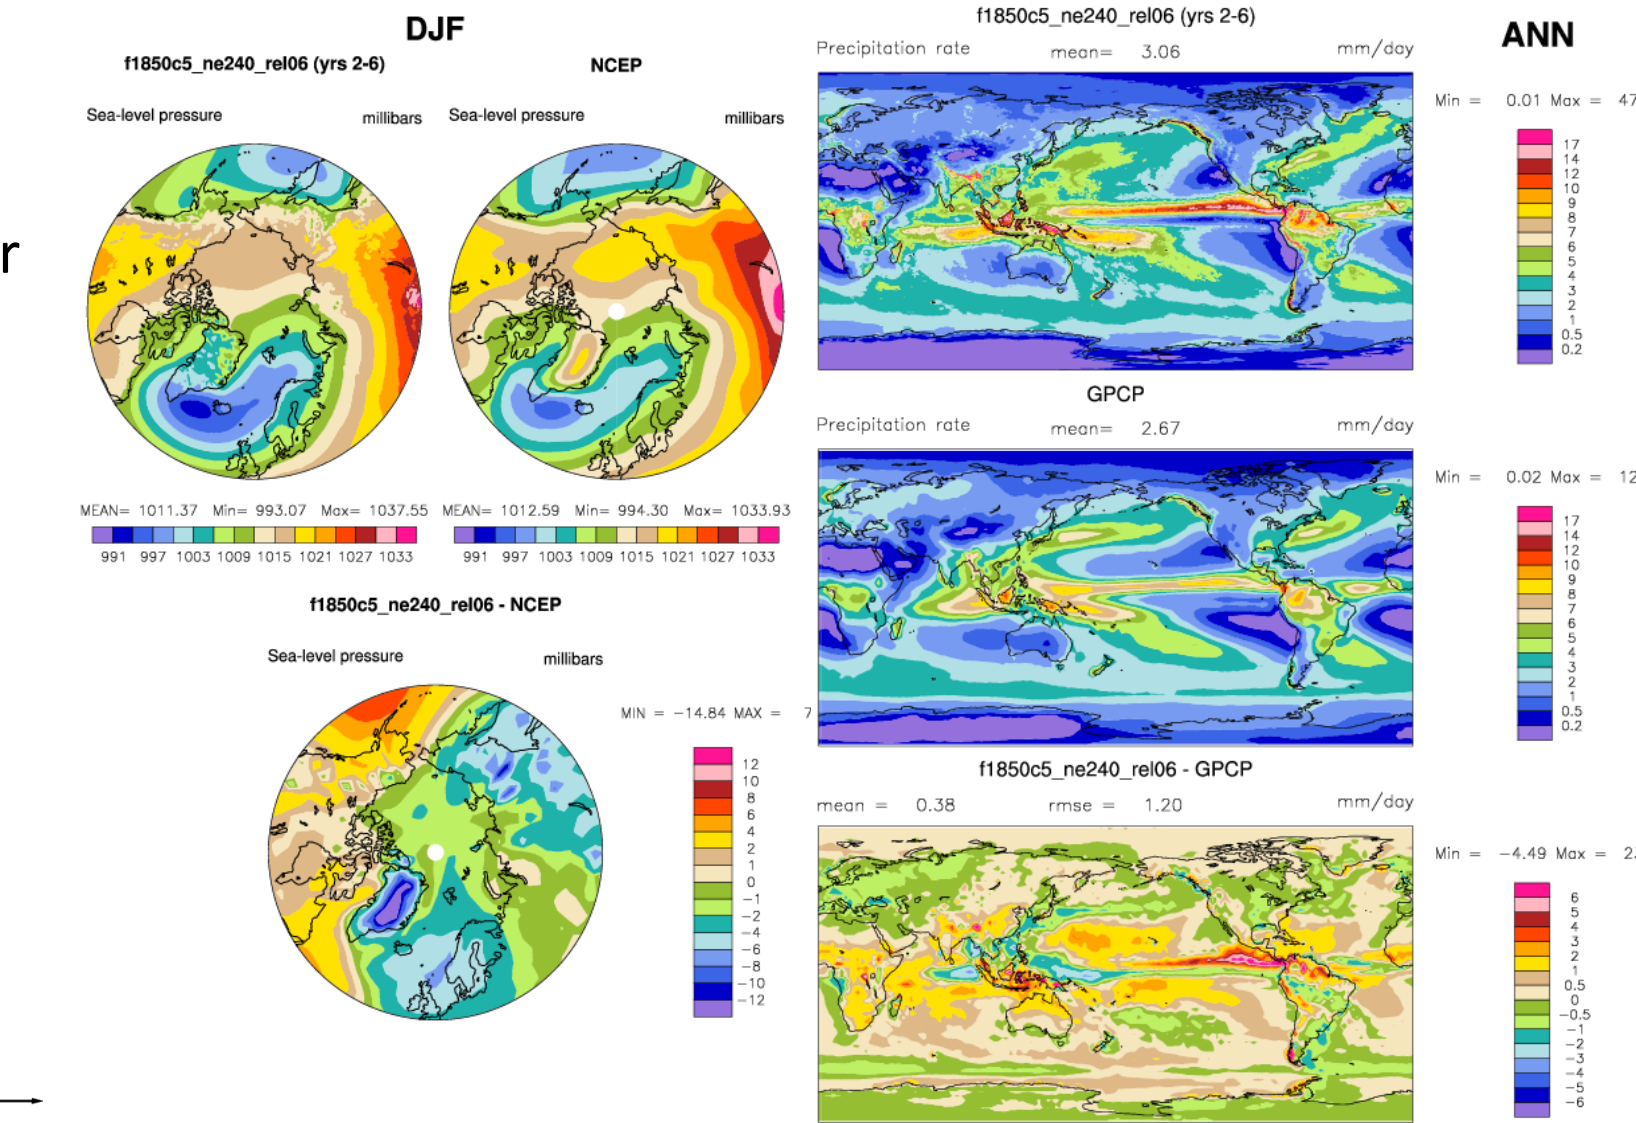 DJF
f1850c5_ne240_rel06 (yrs 2-6)
NCEP
Sea-level pressure
millibars
Sea-level pressure
millibars
MEAN= 1011.37 Min= 993.07 Max= 1037.55
991 997 1003 1009 1015 1021 1027 1033
MEAN= 1012.59 Min= 994.30 Max= 1033.93
991 997 1003 1009 1015 1021 1027 1033
f1850c5_ne240_rel06 - NCEP
Sea-level pressure
millibars
MIN = -14.84 MAX = 7
12
10
8
6
4
2
1
0
-1
-2
-4
-6
-8
-10
-12
r
f1850c5_ne240_rel06 (yrs 2-6)
ANN
Precipitation rate
mean= 3.06
mm/day
Min = 0.01 Max = 47
17
14
12
10
9
8
7
6
5
4
3
2
1
0.5
0.2
GPCP
Precipitation rate
mean= 2.67
mm/day
Min = 0.02 Max = 12
17
14
12
10
9
8
7
6
5
4
3
2
1
0.5
0.2
f1850c5_ne240_rel06 - GPCP
mean = 0.38
rmse = 1.20
mm/day
Min = -4.49 Max = 2
6
5
4
3
2
1
0.5
0
-0.5
-1
-2
-3
-4
-5
-6